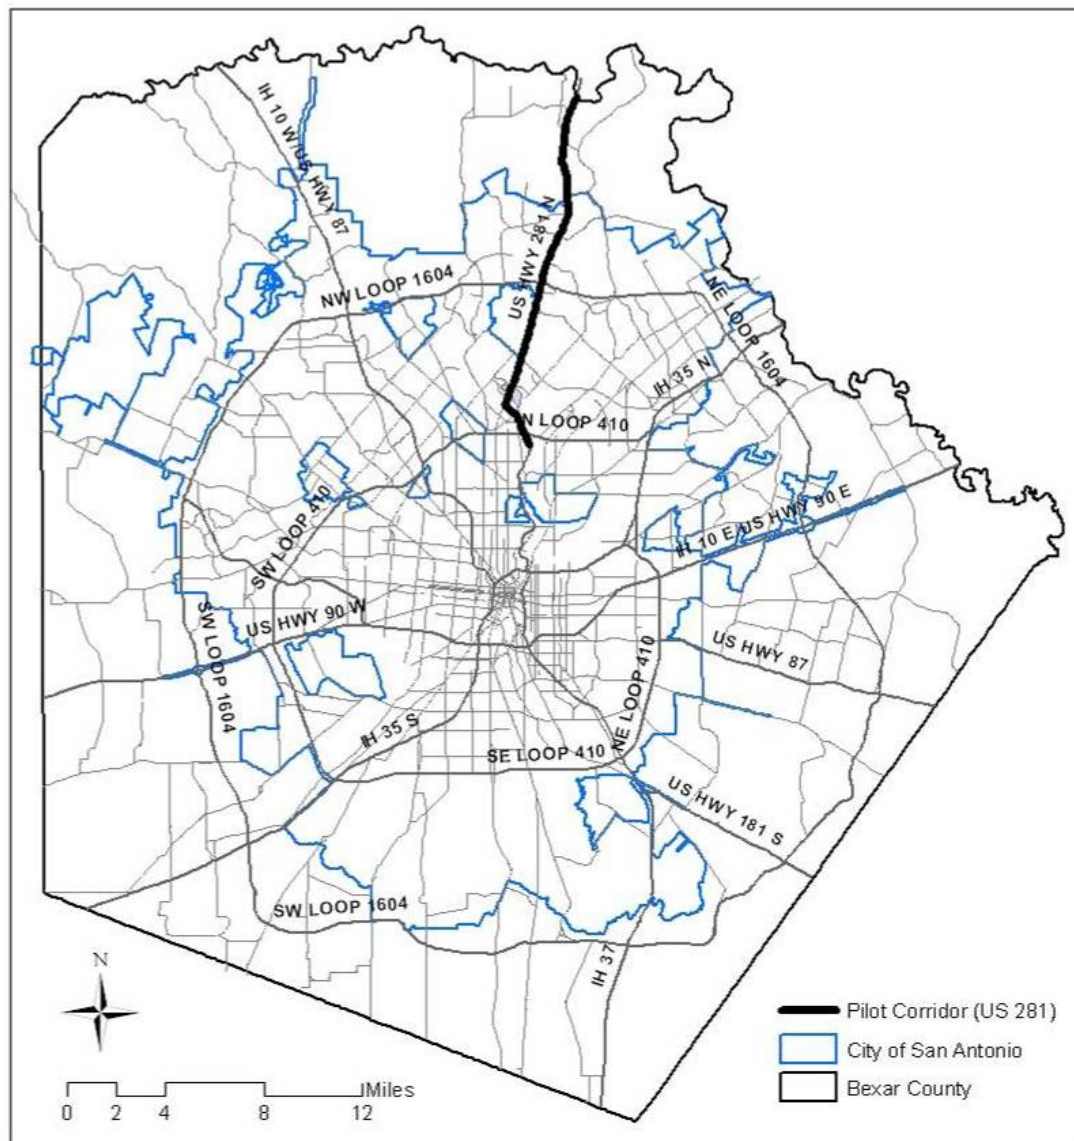 IH 10 W/US HWY 87
US HWY 281 N
NW LOOP 1604
NE LOOP 1604
IH 35 N
N LOOP 410
SW LOOP 410
IH 10 E/US HWY 90 E
SW LOOP 1604
US HWY 90 W
US HWY 87
NE LOOP 410
IH 35 S
SE LOOP 410
US HWY 181 S
SW LOOP 1604
IH 37
N
Pilot Corridor (US 281)
City of San Antonio
Bexar County
Miles
0 2 4 8 12